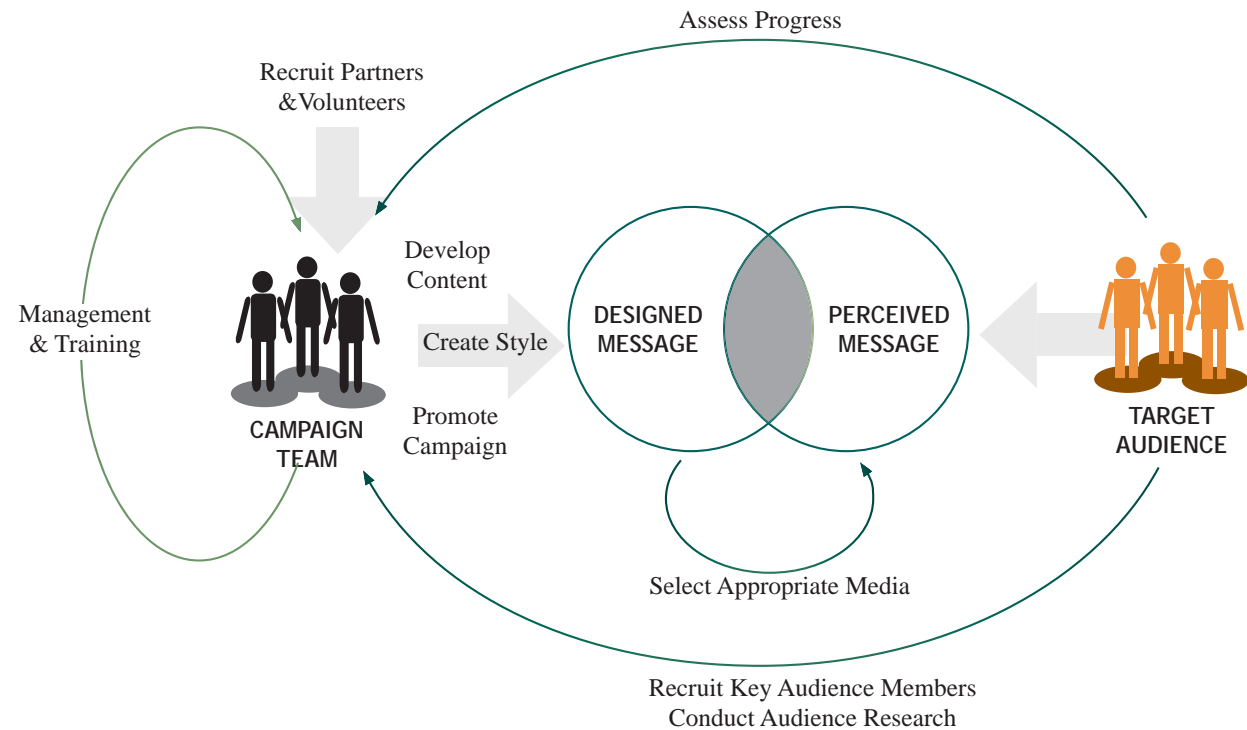 Assess Progress
Recruit Partners
&Volunteers
Develop
Content
Management
& Training
Create Style
DESIGNED
MESSAGE
PERCEIVED
MESSAGE
Promote
Campaign
CAMPAIGN
TEAM
TARGET
AUDIENCE
Select Appropriate Media
Recruit Key Audience Members
Conduct Audience Research